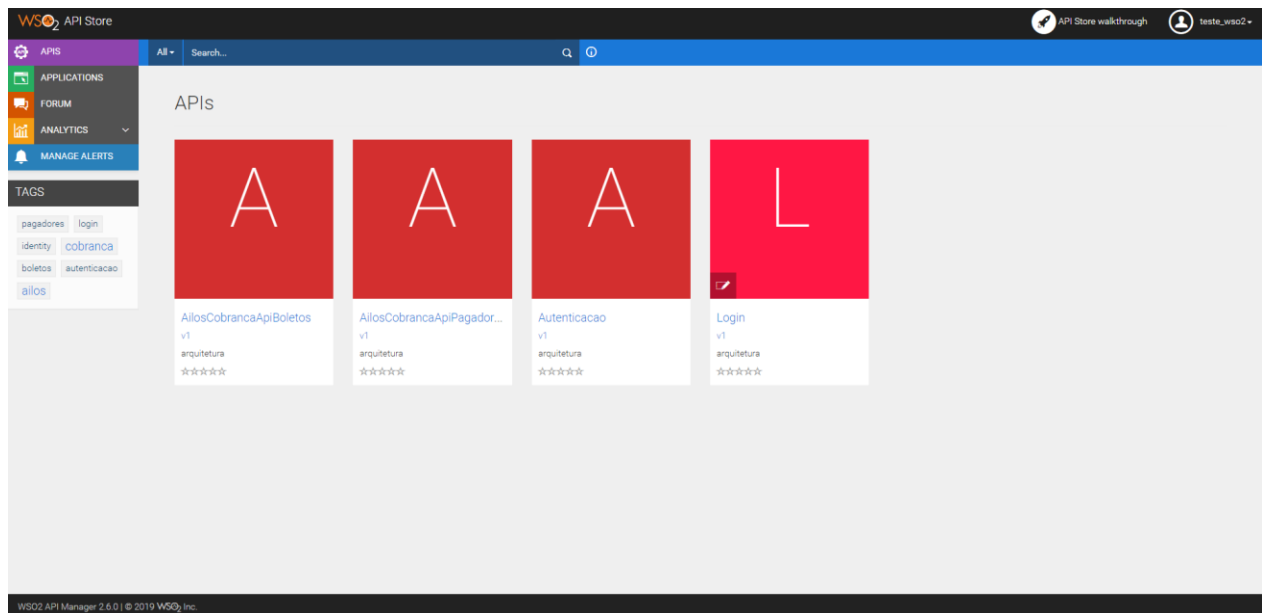 WSO2 API Store
API Store walkthrough
teste_wso2
APIS
APPLICATIONS
FORUM
ANALYTICS
MANAGE ALERTS
TAGS
pagadores login
identity cobranca
boletos autenticacao
ailos
All Search...
APIs
A
A
A
L
AilosCobrancaApiBoletos
v1
arquitetura
AilosCobrancaApiPagador...
v1
arquitetura
Autenticacao
v1
arquitetura
Login
v1
arquitetura
WSO2 API Manager 2.6.0 | © 2019 WSO2 Inc.